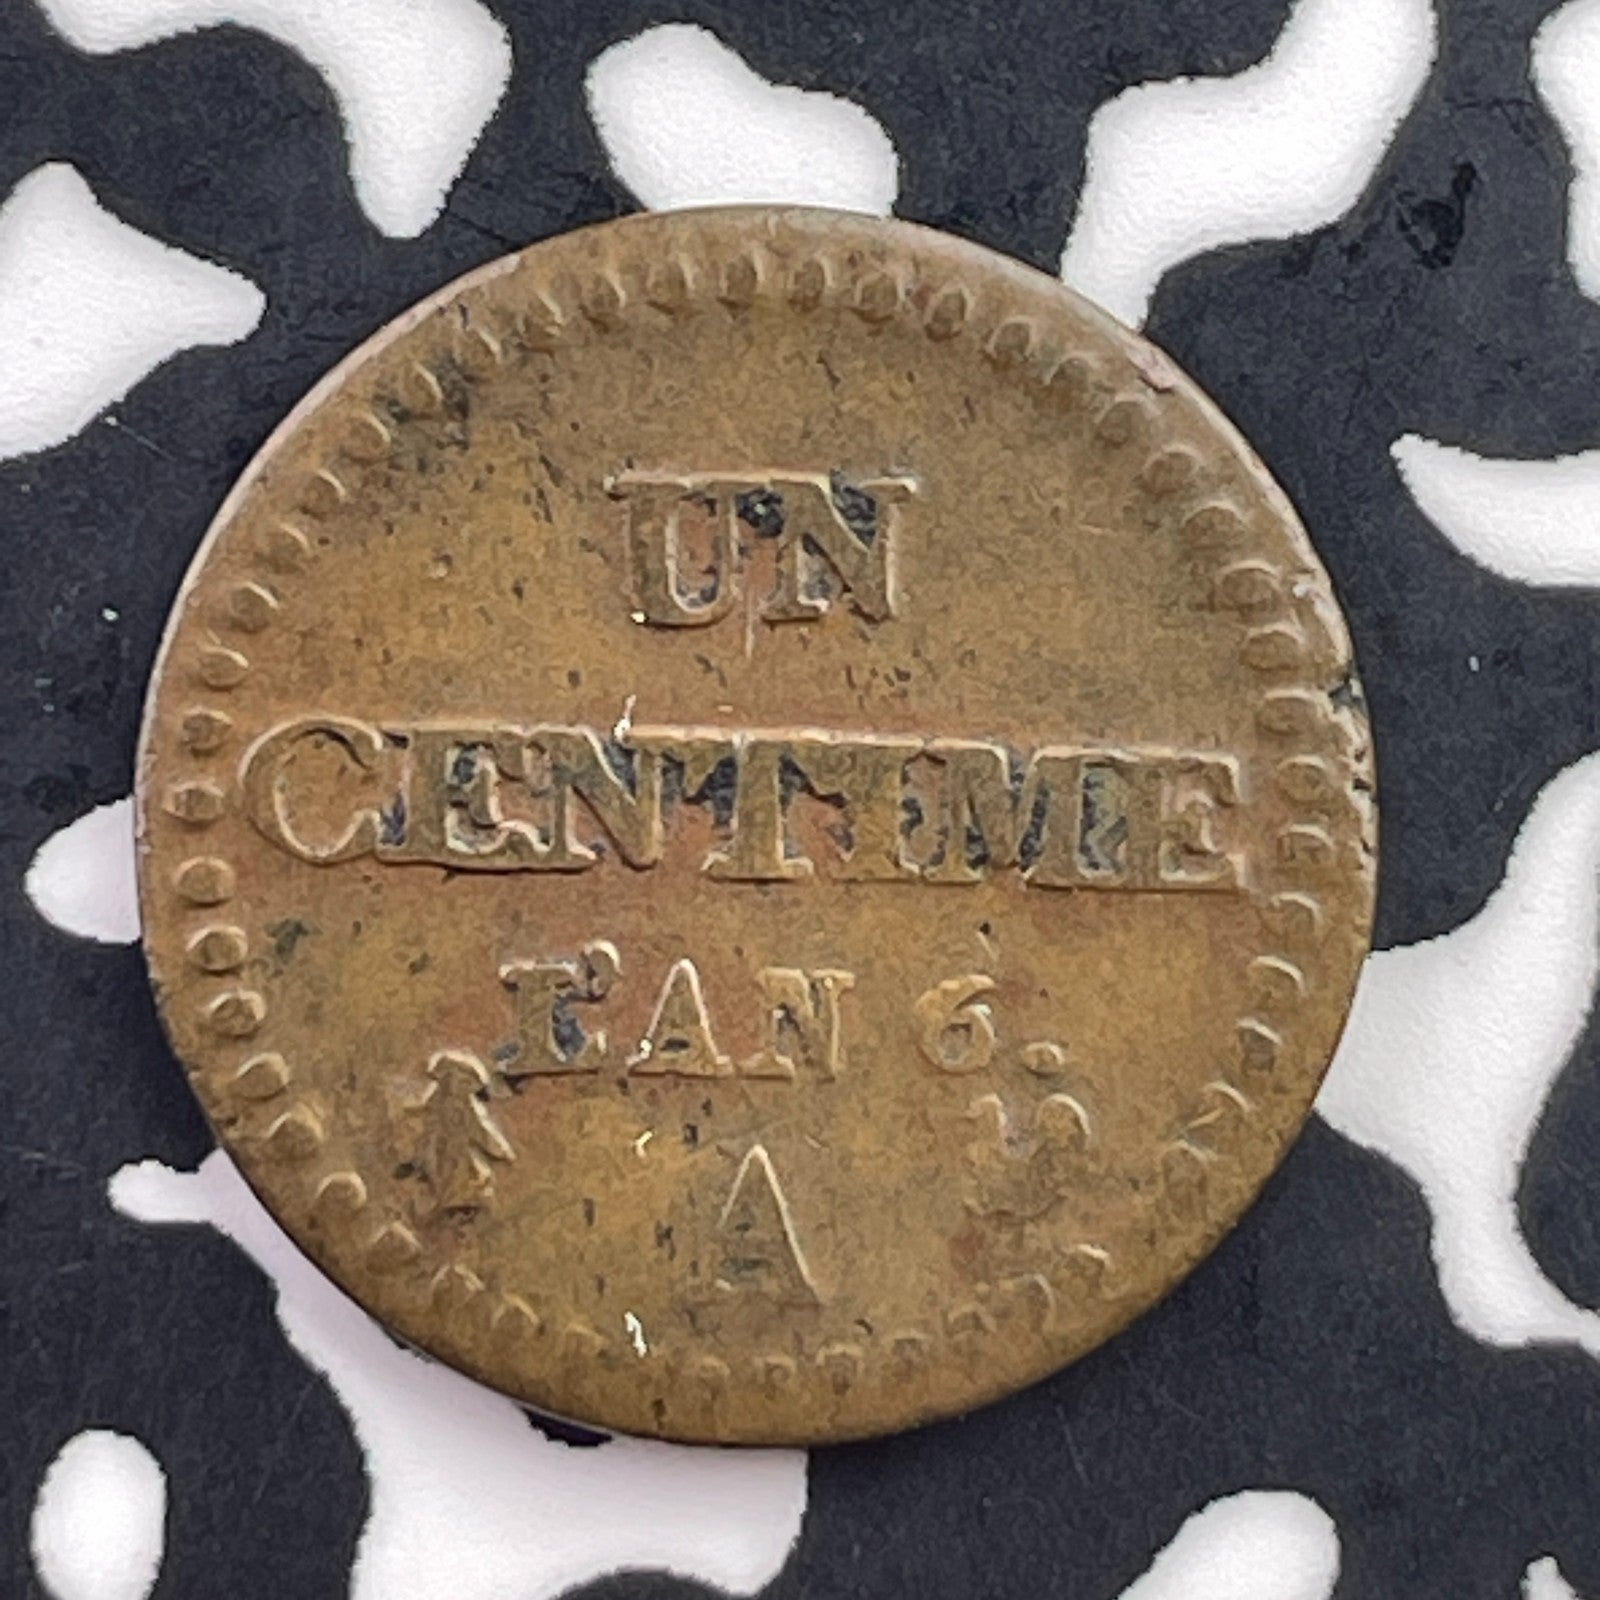 UN
CENTIME
L'AN 6.
A